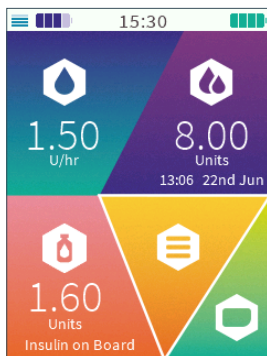 15:30
1.50
U/hr
8.00
Units
13:06 22nd Jun
1.60
Units
Insulin on Board